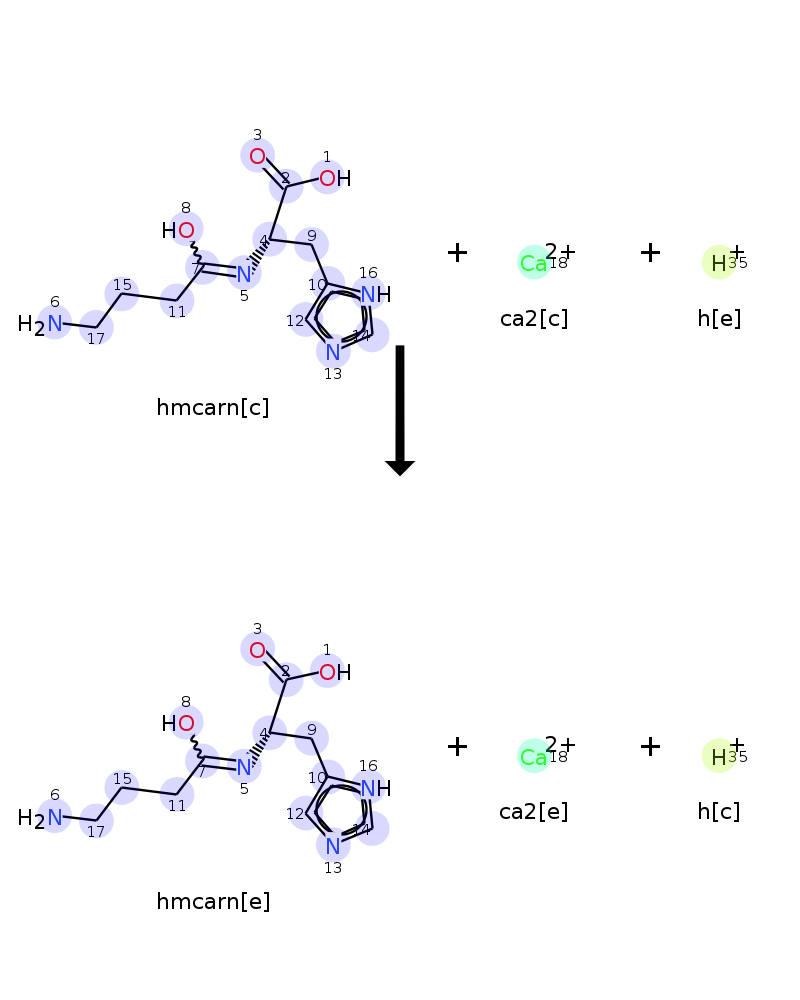 3
1
O
2
OH
8
HO
4
9
7
N
5
16
10
NH
15
6
H2N
11
17
12
14
N
13
hmcarn[c]
+ Ca 2+ 18
ca2[c]
+ H + 35
h[e]
3
1
O
2
OH
8
HO
4
9
7
N
5
16
10
NH
15
6
H2N
11
17
12
14
N
13
hmcarn[e]
+ Ca 2+ 18
ca2[e]
+ H + 35
h[c]